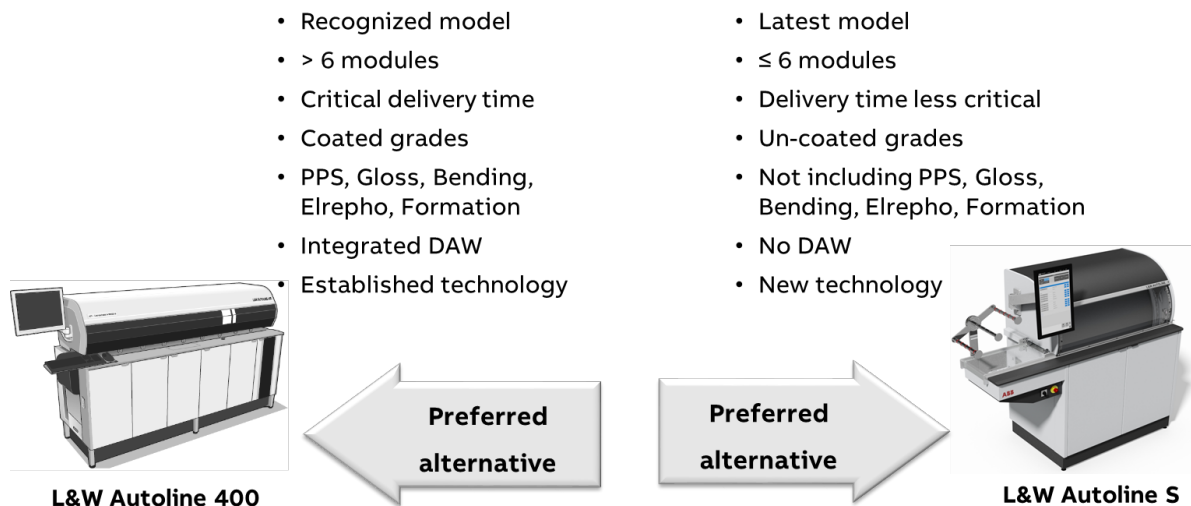 • Recognized model
• > 6 modules
• Critical delivery time
• Coated grades
• PPS, Gloss, Bending,
Elrepho, Formation
• Integrated DAW
• Established technology
• Latest model
• ≤ 6 modules
• Delivery time less critical
• Un-coated grades
• Not including PPS, Gloss,
Bending, Elrepho, Formation
• No DAW
• New technology
Preferred
alternative
Preferred
alternative
ABB
L&W Autoline 400
L&W Autoline S